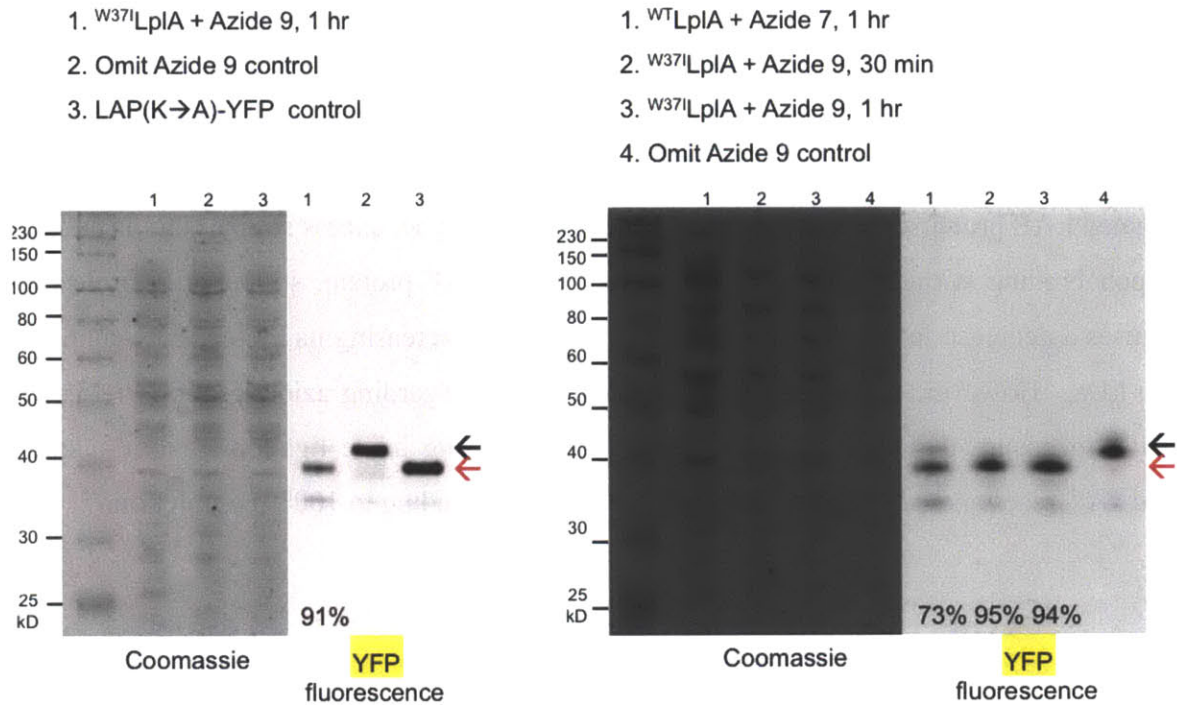 1. W37ILplA + Azide 9, 1 hr
2. Omit Azide 9 control
3. LAP(K→A)-YFP control
1 2 3 1 2 3
230
150
100
80
60
50
40
30
25
kD
91%
Coomassie
YFP
fluorescence
1. WTLplA + Azide 7, 1 hr
2. W37ILplA + Azide 9, 30 min
3. W37ILplA + Azide 9, 1 hr
4. Omit Azide 9 control
1 2 3 4 1 2 3 4
230
150
100
80
60
50
40
30
25
kD
73% 95% 94%
Coomassie
YFP
fluorescence